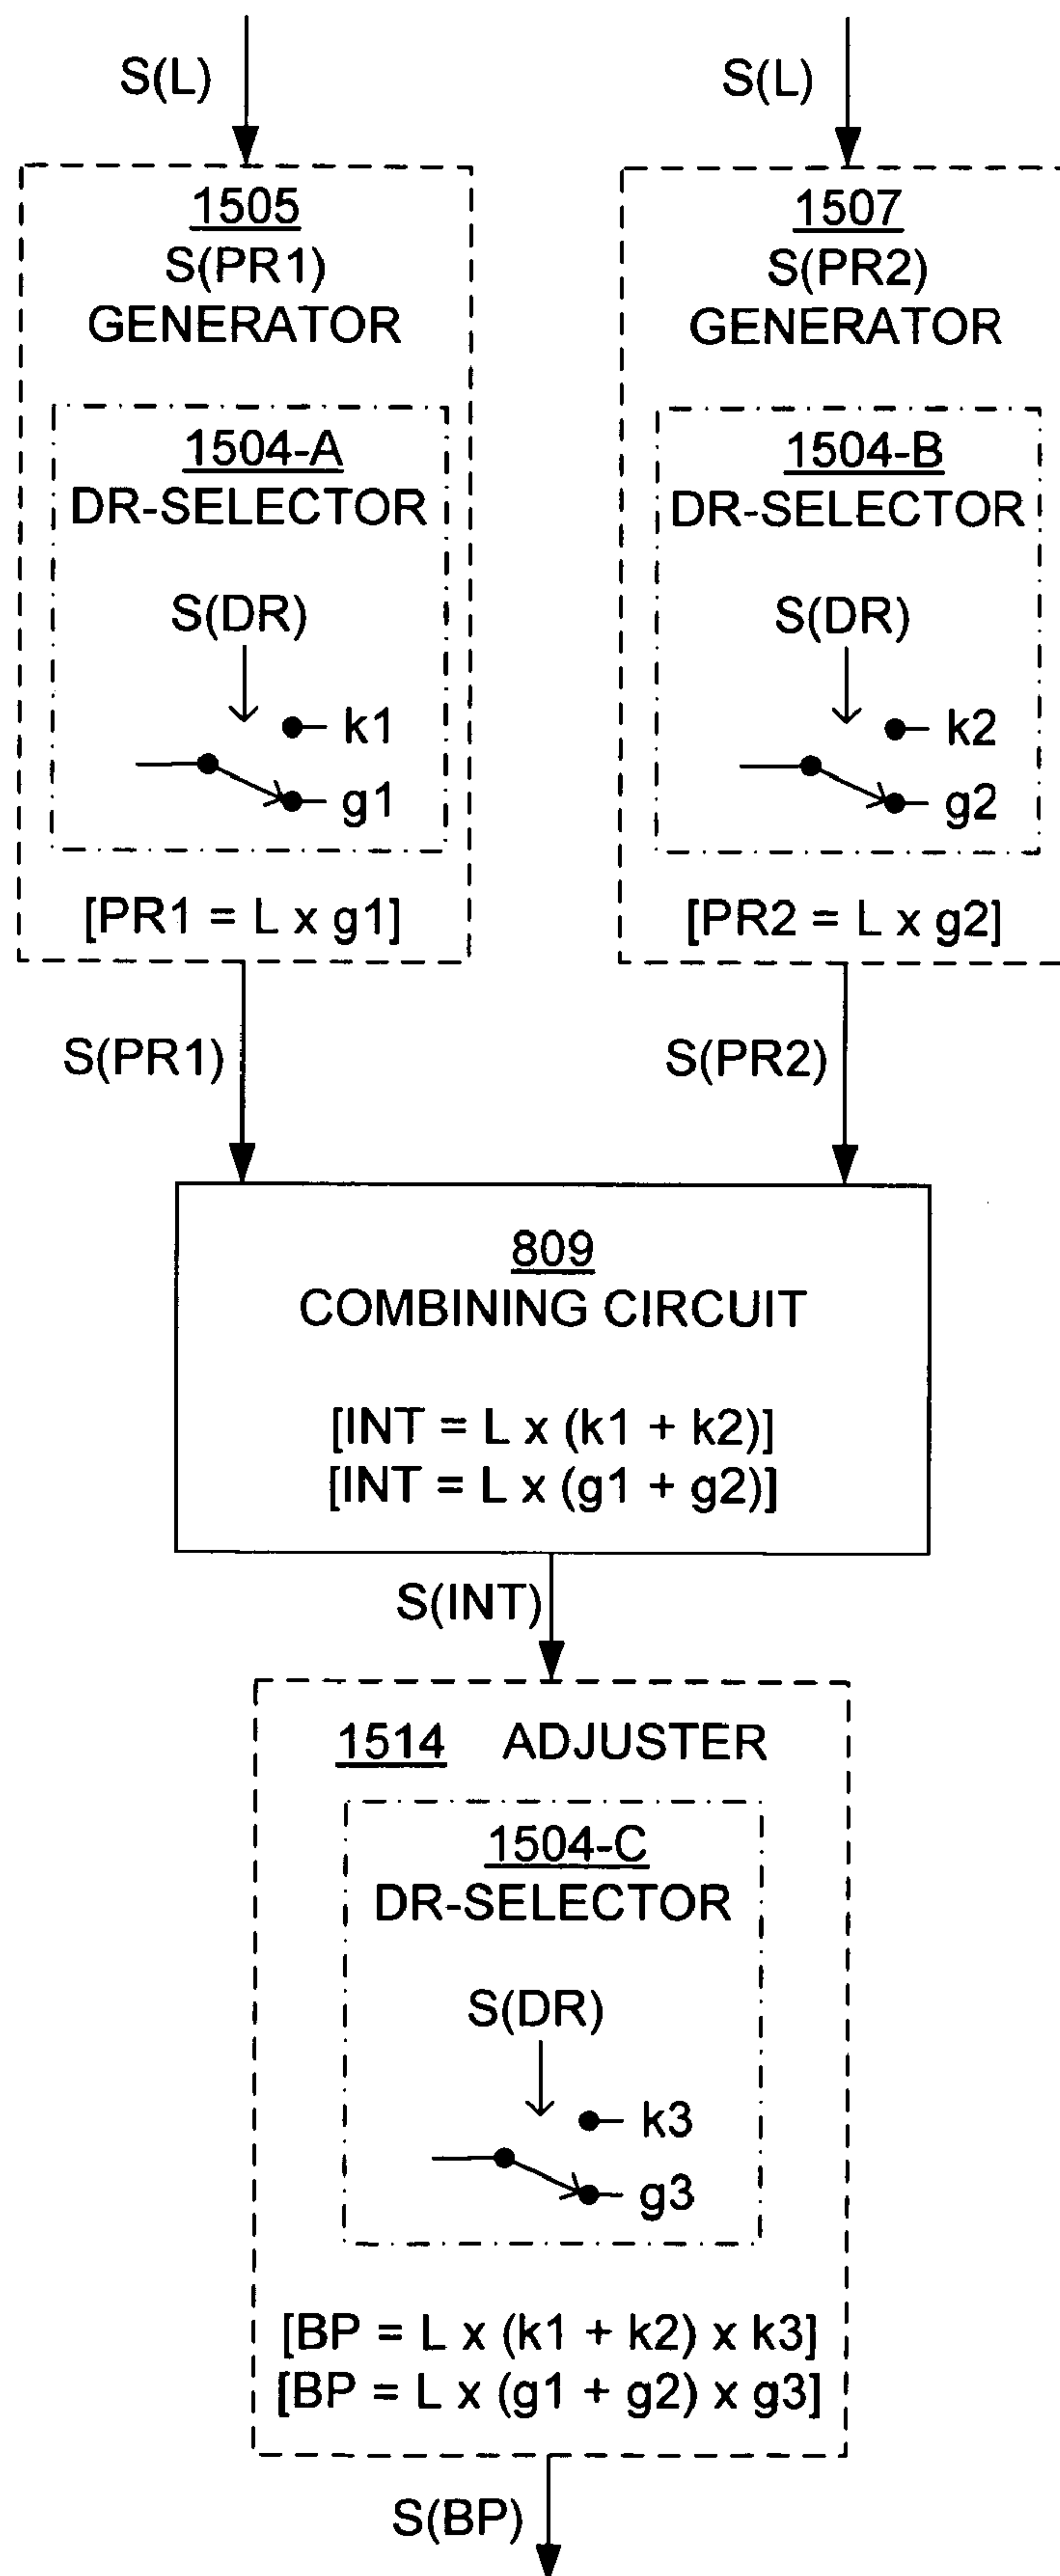 S(L)
S(L)
1505
S(PR1)
GENERATOR
1504-A
DR-SELECTOR
S(DR)
k1
g1
[PR1 = L x g1]
1507
S(PR2)
GENERATOR
1504-B
DR-SELECTOR
S(DR)
k2
g2
[PR2 = L x g2]
S(PR1)
S(PR2)
809
COMBINING CIRCUIT
[INT = L x (k1 + k2)]
[INT = L x (g1 + g2)]
S(INT)
1514 ADJUSTER
1504-C
DR-SELECTOR
S(DR)
k3
g3
[BP = L x (k1 + k2) x k3]
[BP = L x (g1 + g2) x g3]
S(BP)